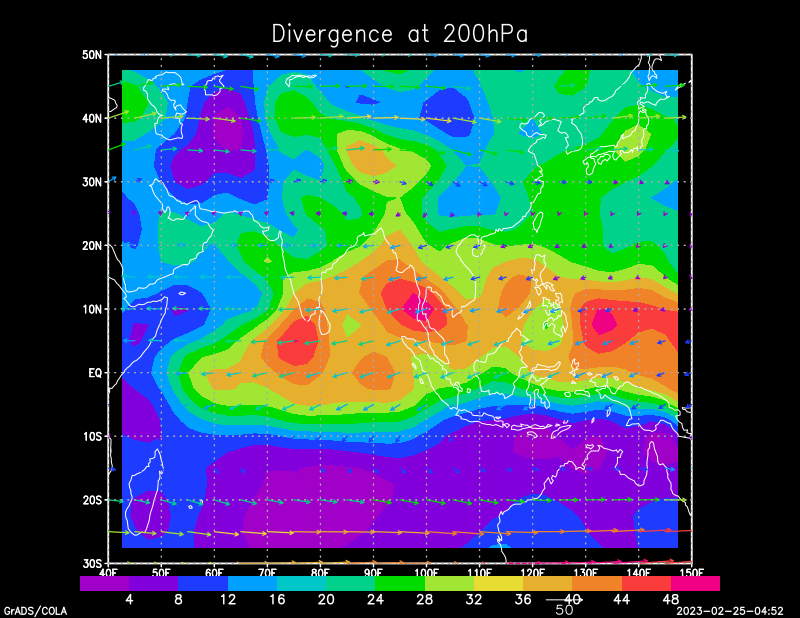 Divergence at 200hPa
50N
40N
30N
20N
10N
EQ
10S
20S
30S
40E 50E 60E 70E 80E 90E 100E 110E 120E 130E 140E 150E
4 8 12 16 20 24 28 32 36 40 44 48
50
GrADS/COLA 2023-02-25-04:52